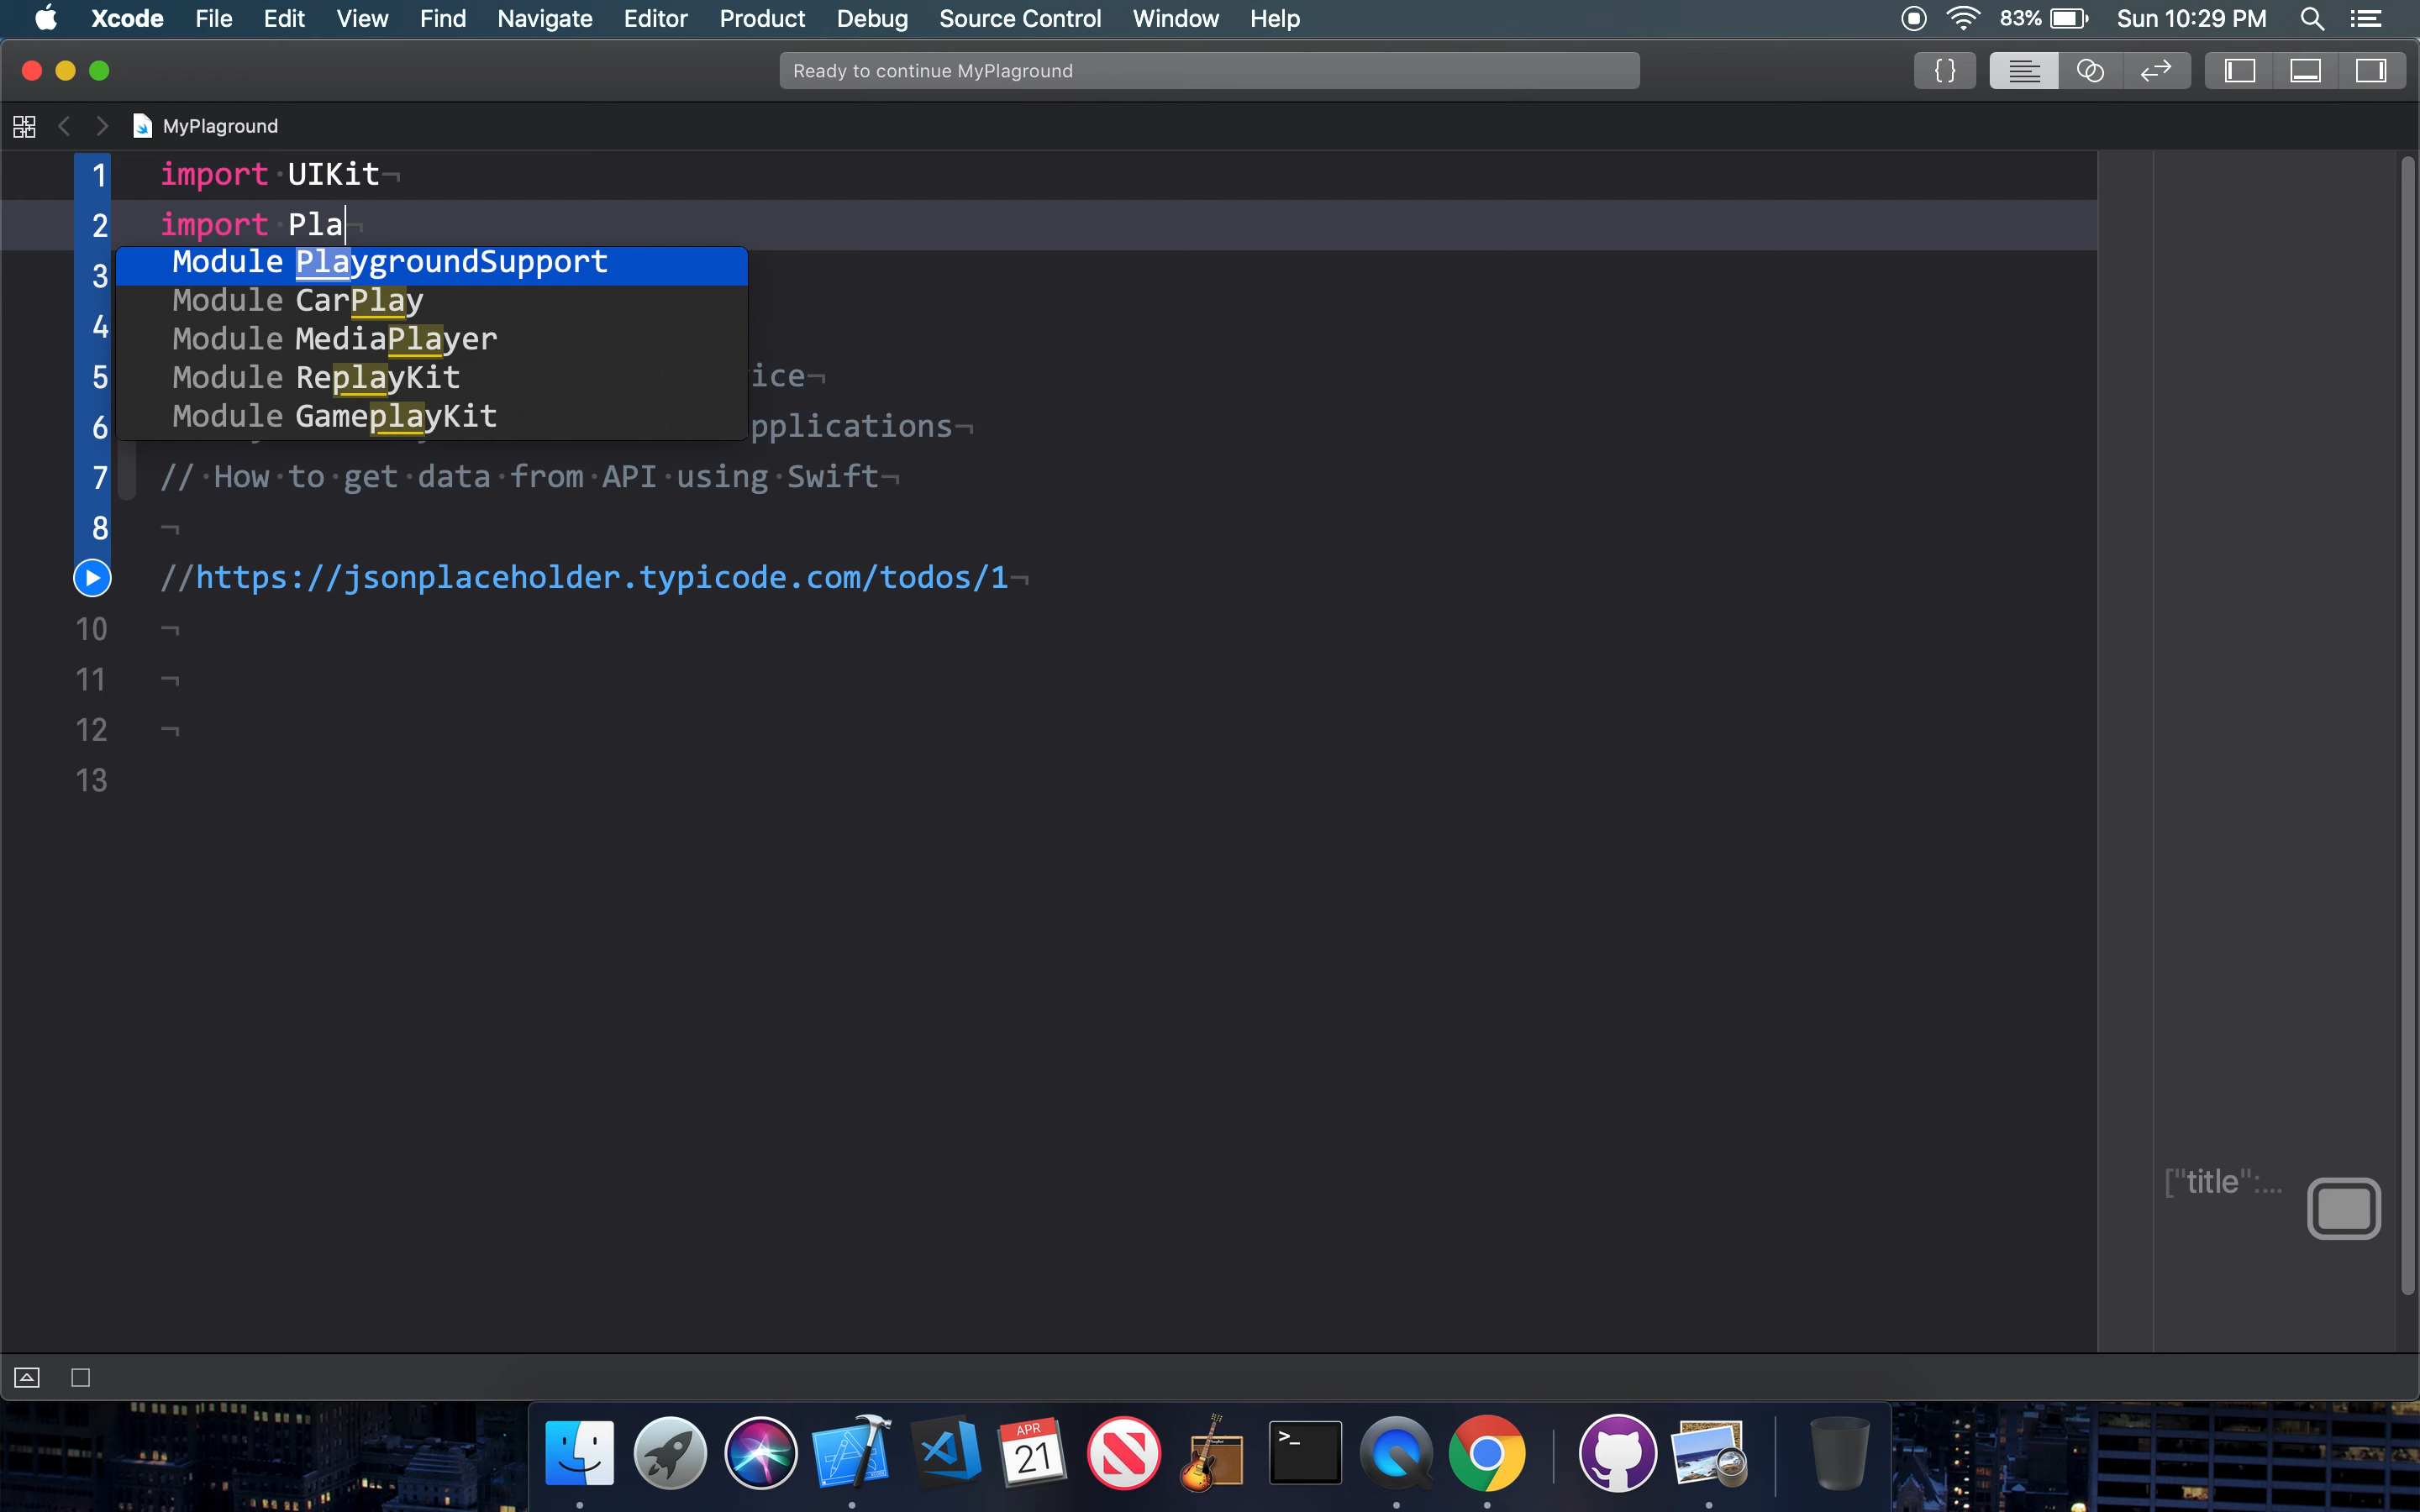 Xcode File Edit View Find Navigate Editor Product Debug Source Control Window Help 83% Sun 10:29 PM
Ready to continue MyPlaground
{ }
MyPlaground
1 import UIKit¬
2 import Pla¬
3 Module PlaygroundSupport
Module CarPlay
4 Module MediaPlayer
5 Module ReplayKit ice¬
6 Module GameplayKit pplications¬
7 //·How·to·get·data·from·API·using·Swift¬
8 ¬
//https://jsonplaceholder.typicode.com/todos/1¬
10 ¬
11 ¬
12 ¬
13
["title":...
APR
21
>_